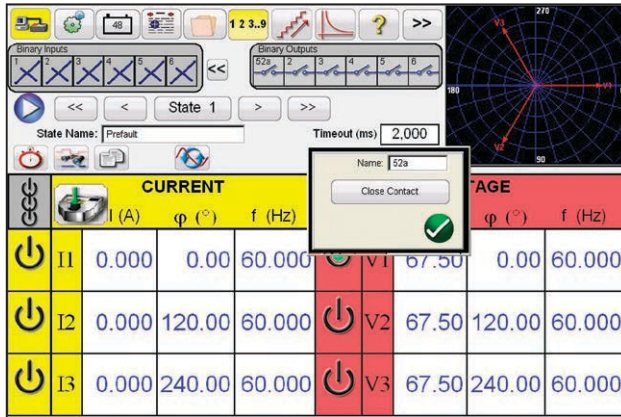 48
1 2 3..9
?
>>
Binary Inputs
1 2 3 4 5 6
<<
Binary Outputs
52a 2 3 4 5 6
<< < State 1 > >>
State Name: Prefault
Timeout (ms) 2,000
270
V3
180
V1
V2
90
Name: 52a
Close Contact
CURRENT
TAGE
I (A) φ (°) f (Hz)
φ (°) f (Hz)
I1 0.000 0.00 60.000 V1 67.50 0.00 60.000
I2 0.000 120.00 60.000 V2 67.50 120.00 60.000
I3 0.000 240.00 60.000 V3 67.50 240.00 60.000